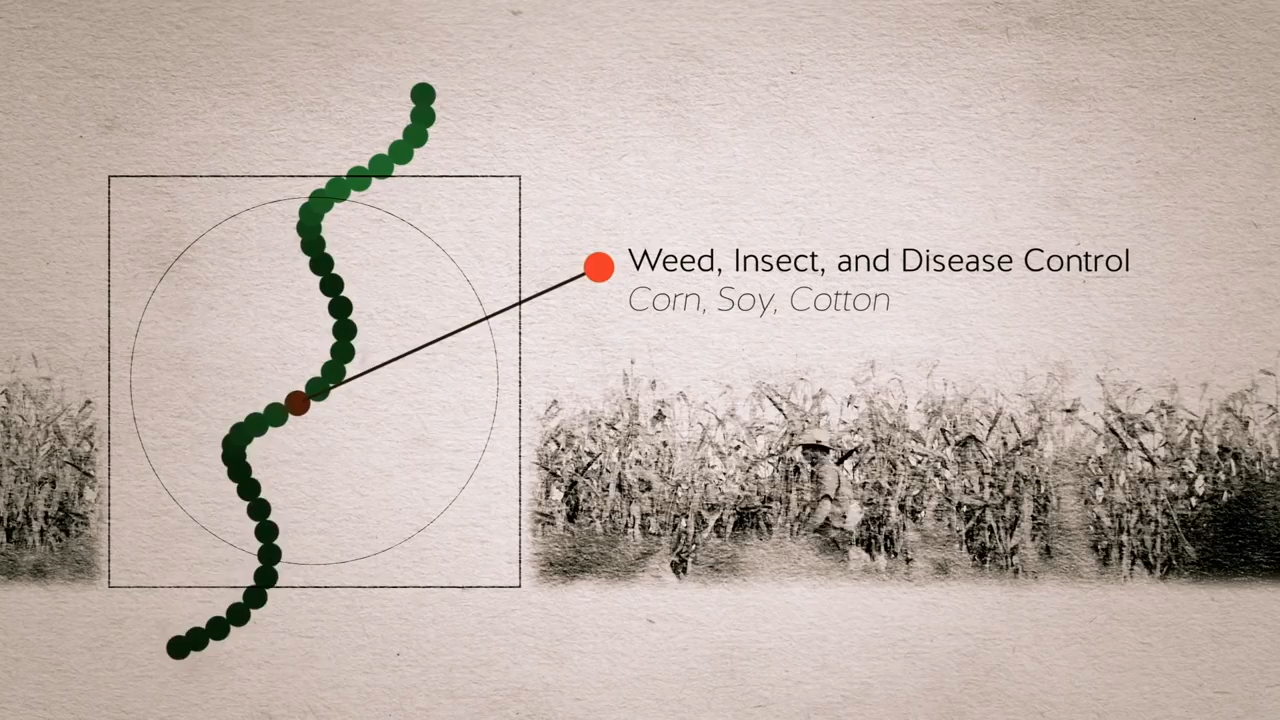 Weed, Insect, and Disease Control
Corn, Soy, Cotton